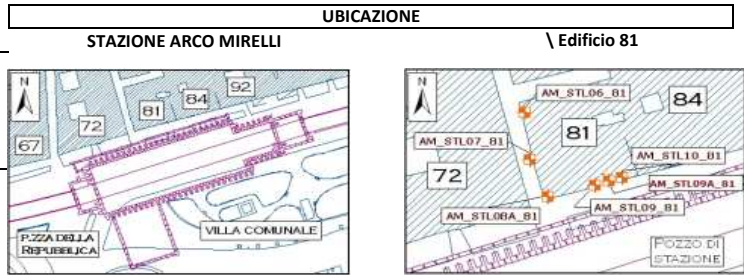 UBICAZIONE
STAZIONE ARCO MIRELLI
\ Edificio 81
N
92
84
81
72
67
P.ZZA DELLA
REPUBBLICA
VILLA COMUNALE
N
AM_STL06_81
84
81
AM_STL07_81
AM_STL10_81
72
AM_STL09A_81
AM_STL08A_81
AM_STL09_81
POZZO DI
STAZIONE